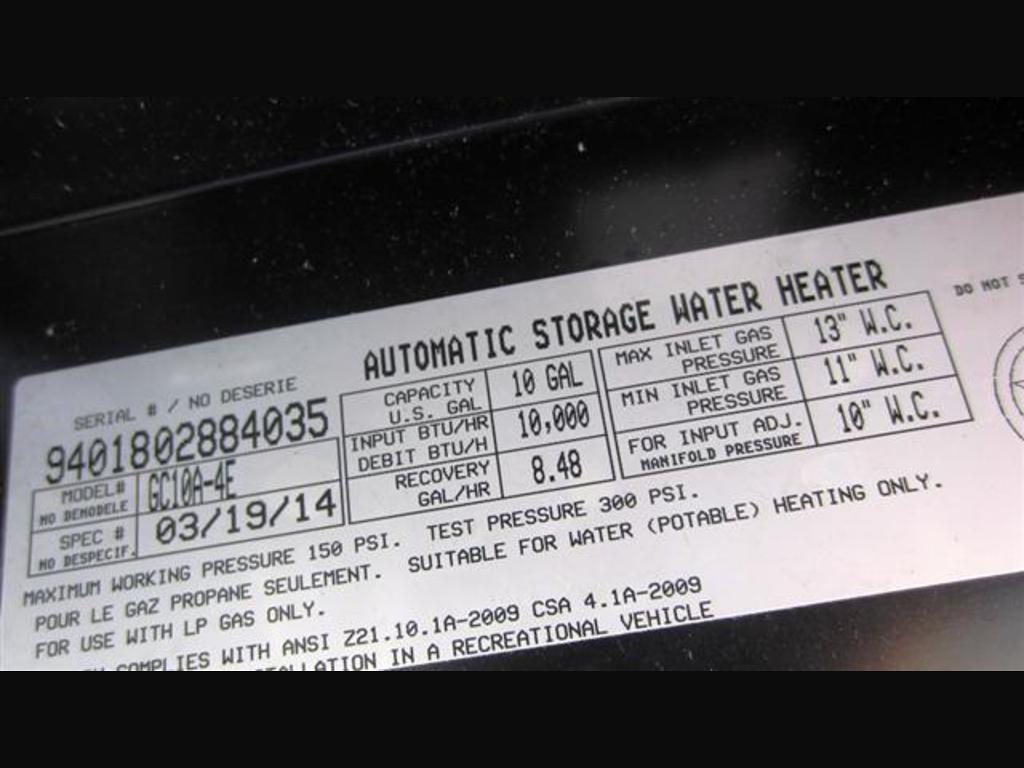 AUTOMATIC STORAGE WATER HEATER
DO NOT
SERIAL # / NO DESERIE
9401802884035
MODEL#
NO DEMODELE
GC10A-4E
SPEC #
NO DESPECIF.
03/19/14
CAPACITY
U.S. GAL
10 GAL
INPUT BTU/HR
DEBIT BTU/H
10,000
RECOVERY
GAL/HR
8.48
MAX INLET GAS
PRESSURE
13" W.C.
MIN INLET GAS
PRESSURE
11" W.C.
FOR INPUT ADJ.
MANIFOLD PRESSURE
10" W.C.
MAXIMUM WORKING PRESSURE 150 PSI. TEST PRESSURE 300 PSI.
POUR LE GAZ PROPANE SEULEMENT. SUITABLE FOR WATER (POTABLE) HEATING ONLY.
FOR USE WITH LP GAS ONLY.
COMPLIES WITH ANSI Z21.10.1A-2009 CSA 4.1A-2009
IN A RECREATIONAL VEHICLE